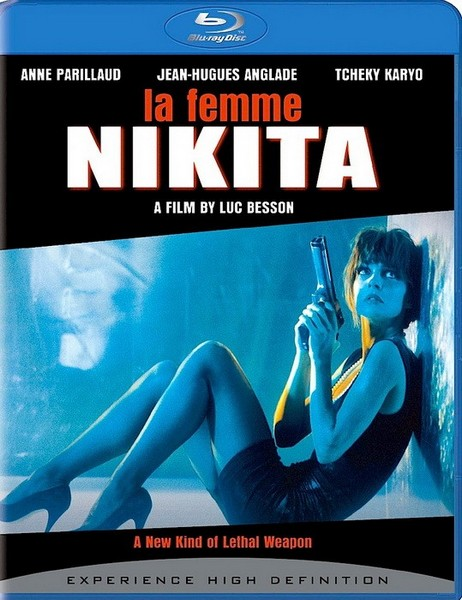 Blu-ray Disc
ANNE PARILLAUD JEAN-HUGUES ANGLADE TCHEKY KARYO
la femme
NIKITA
A FILM BY LUC BESSON
A New Kind of Lethal Weapon
EXPERIENCE HIGH DEFINITION